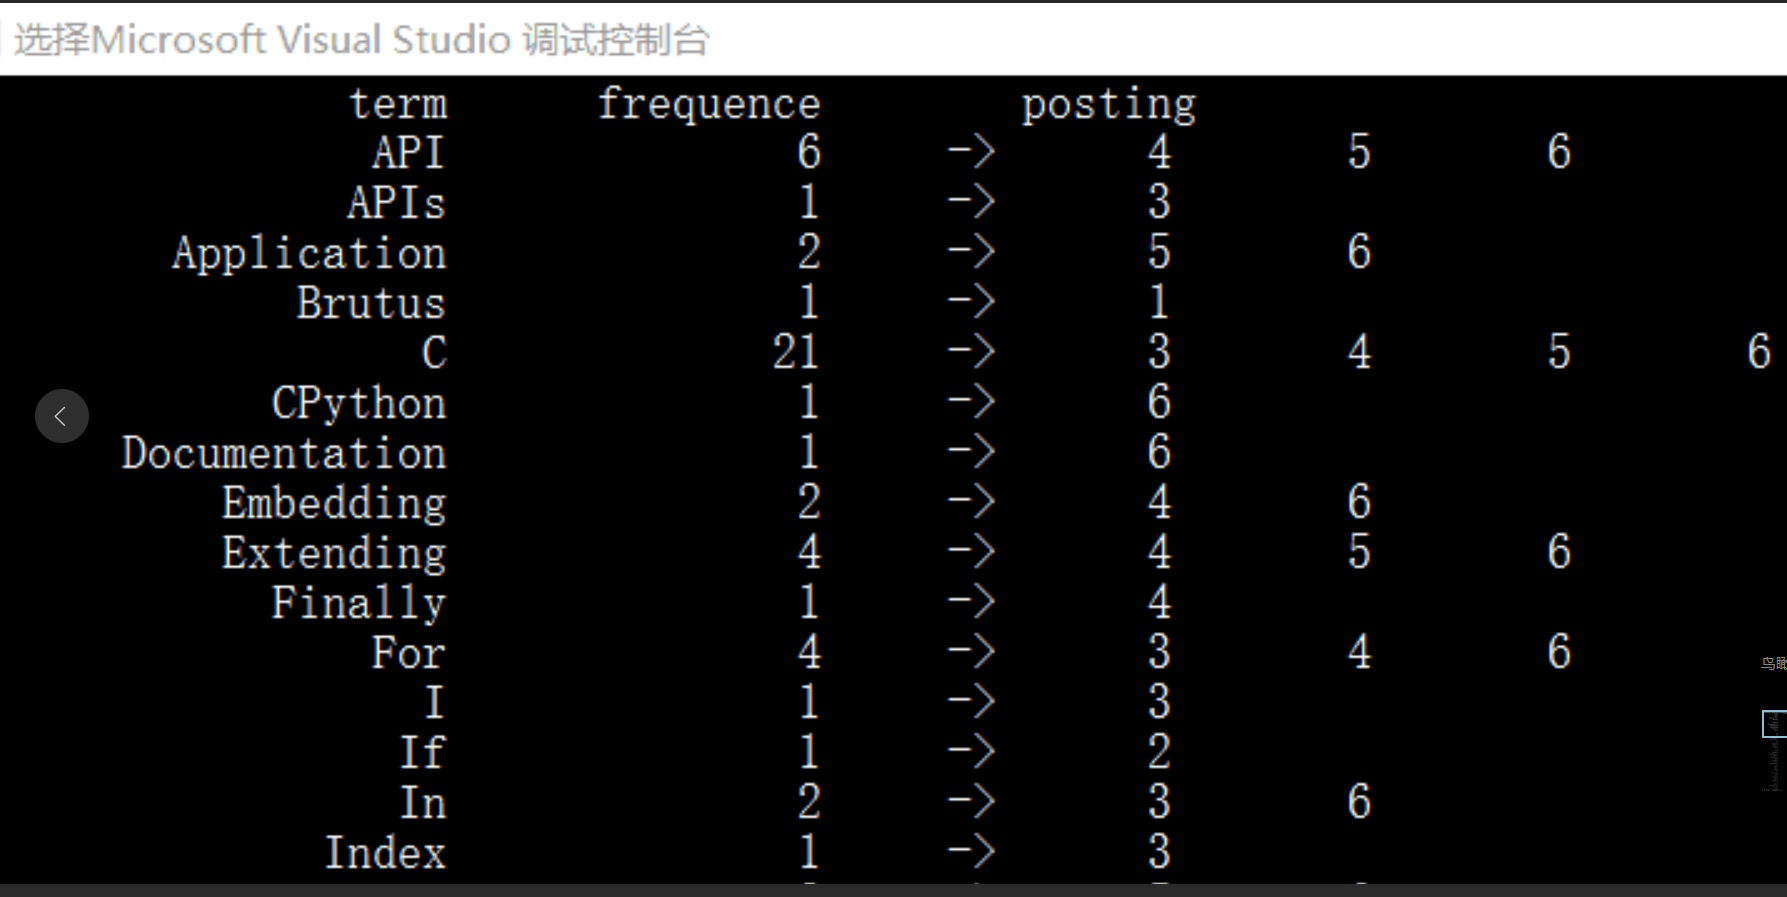 选择Microsoft Visual Studio 调试控制台
term frequence posting
API 6 -> 4 5 6
APIs 1 -> 3
Application 2 -> 5 6
Brutus 1 -> 1
C 21 -> 3 4 5 6
CPython 1 -> 6
Documentation 1 -> 6
Embedding 2 -> 4 6
Extending 4 -> 4 5 6
Finally 1 -> 4
For 4 -> 3 4 6
I 1 -> 3
If 1 -> 2
In 2 -> 3 6
Index 1 -> 3
鸟瞰